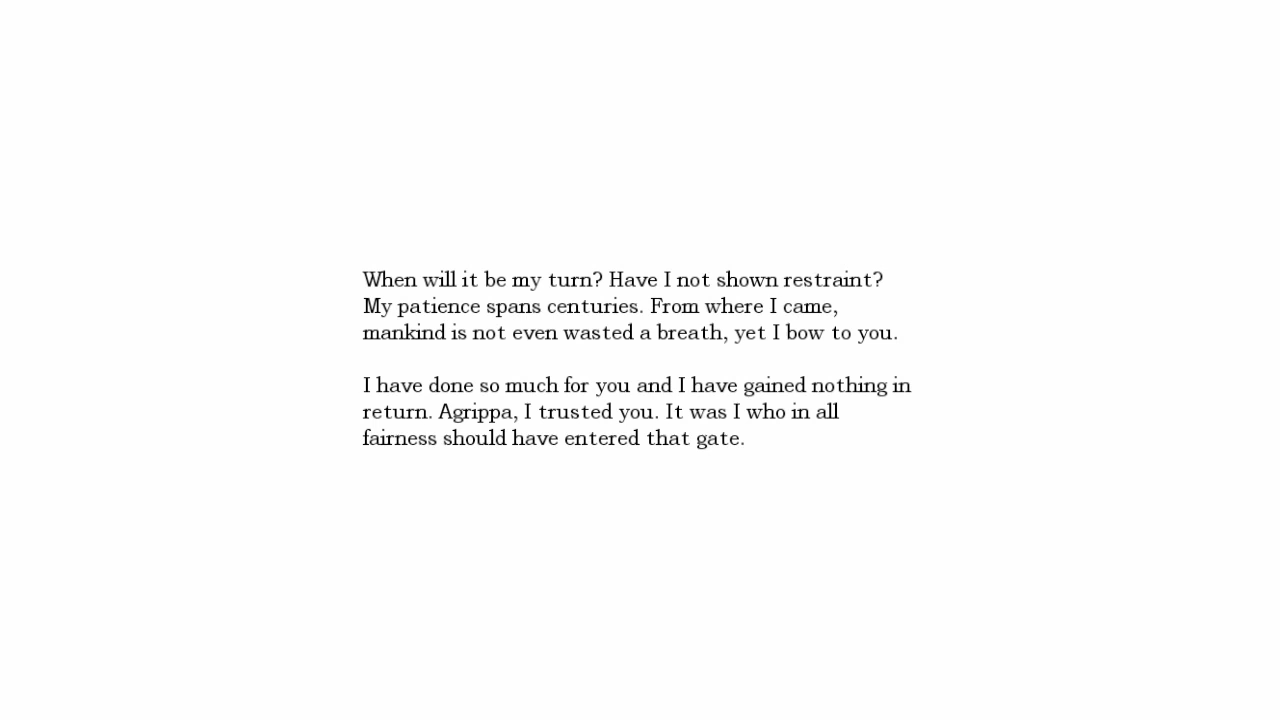 When will it be my turn? Have I not shown restraint?
My patience spans centuries. From where I came,
mankind is not even wasted a breath, yet I bow to you.
I have done so much for you and I have gained nothing in
return. Agrippa, I trusted you. It was I who in all
fairness should have entered that gate.